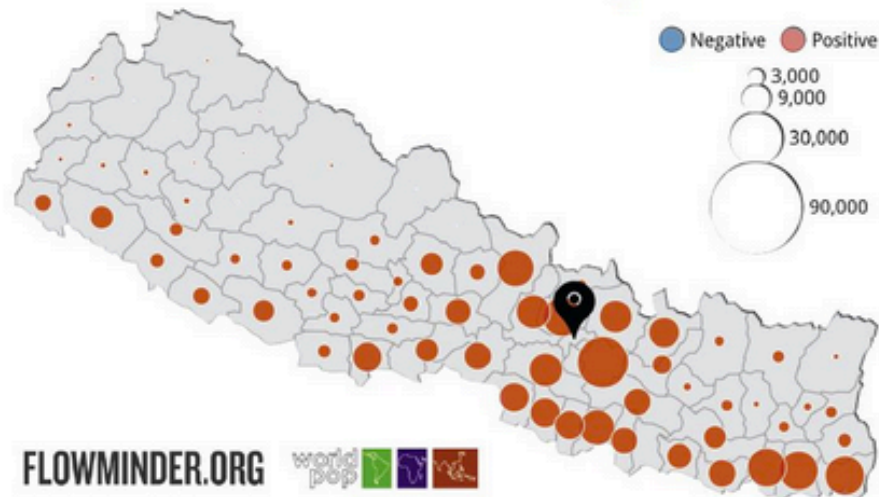 Negative Positive
3,000
9,000
30,000
90,000
FLOWMINDER.ORG
world
pop